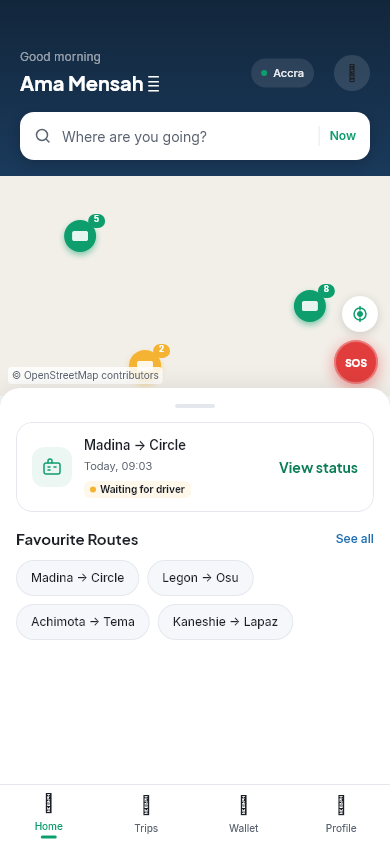 Good morning
Ama Mensah
Accra
Where are you going?
Now
5
8
2
© OpenStreetMap contributors
SOS
Madina → Circle
Today, 09:03
Waiting for driver
View status
Favourite Routes
See all
Madina → Circle
Legon → Osu
Achimota → Tema
Kaneshie → Lapaz
Home
Trips
Wallet
Profile